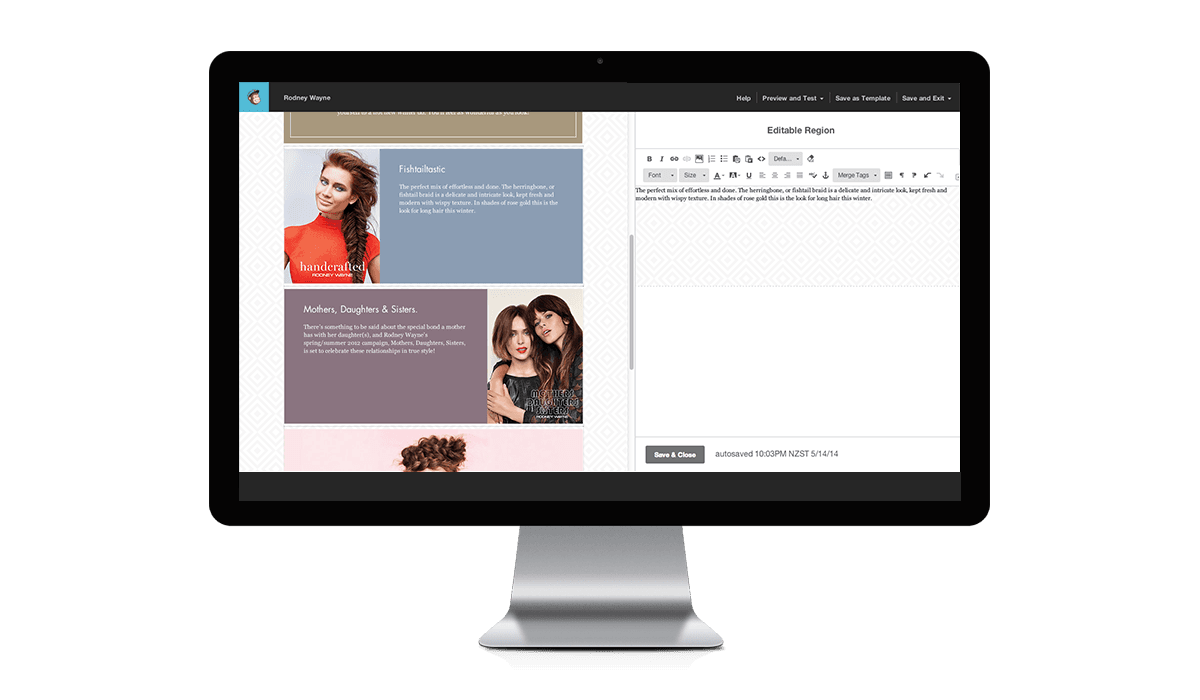 Rodney Wayne
Help
Preview and Test
Save as Template
Save and Exit
yourself to a hot new winter
you look!
Fishtailtastic
The perfect mix of effortless and done. The herringbone, or
fishtail braid is a delicate and intricate look, kept fresh and
modern with wispy texture. In shades of rose gold this is the
look for long hair this winter.
handcrafted
RODNEY WAYNE
Mothers, Daughters & Sisters.
There's something to be said about the special bond a mother
has with her daughter(s), and Rodney Wayne's
spring/summer 2012 campaign, Mothers, Daughters, Sisters,
is set to celebrate these relationships in true style!
MOTHERS
DAUGHTERS
SISTERS
RODNEY WAYNE
Editable Region
B I Defa...
Font Size A A U Merge Tags
The perfect mix of effortless and done. The herringbone, or fishtail braid is a delicate and intricate look, kept fresh and
modern with wispy texture. In shades of rose gold this is the look for long hair this winter.
Save & Close
autosaved 10:03PM NZST 5/14/14